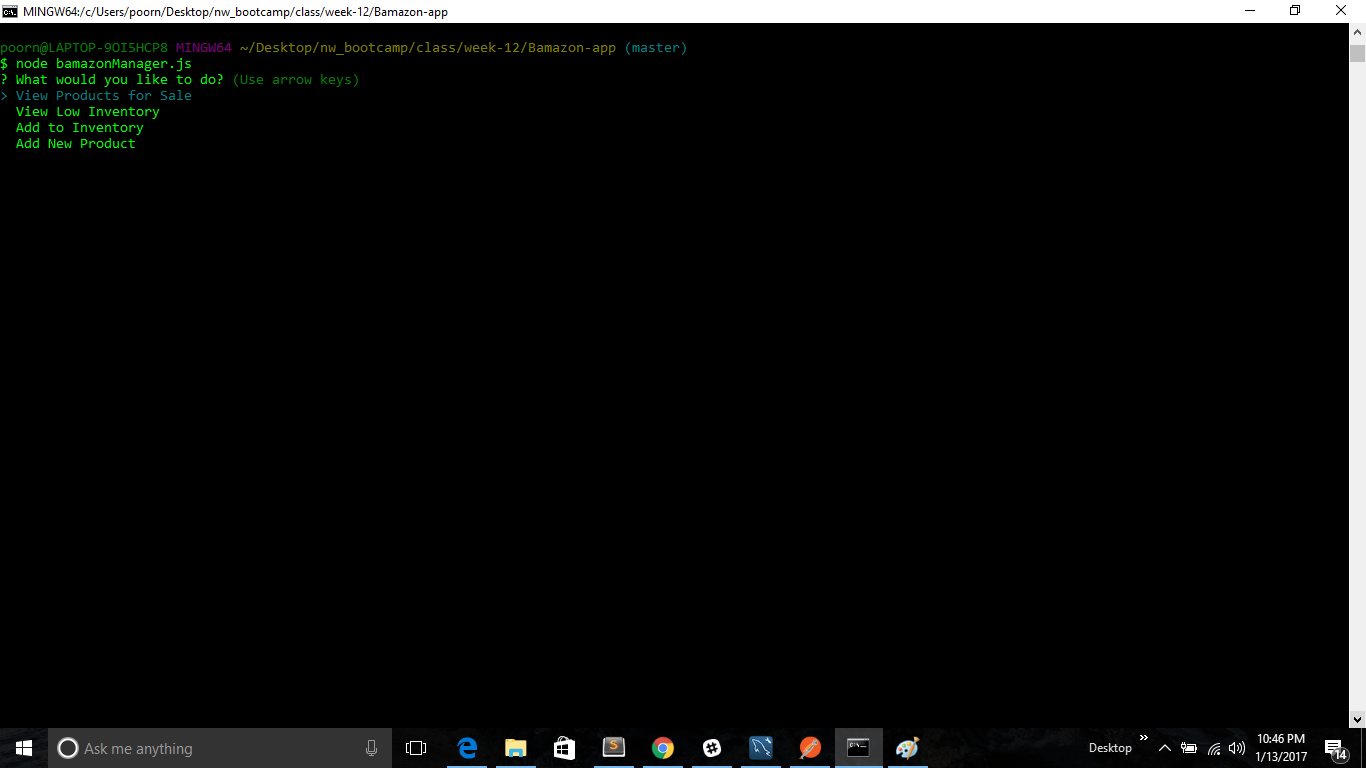 MINGW64:/c/Users/poorn/Desktop/nw_bootcamp/class/week-12/Bamazon-app
poorn@LAPTOP-9OI5HCP8 MINGW64 ~/Desktop/nw_bootcamp/class/week-12/Bamazon-app (master)
$ node bamazonManager.js
? What would you like to do? (Use arrow keys)
> View Products for Sale
View Low Inventory
Add to Inventory
Add New Product
Ask me anything
Desktop
10:46 PM
1/13/2017
14